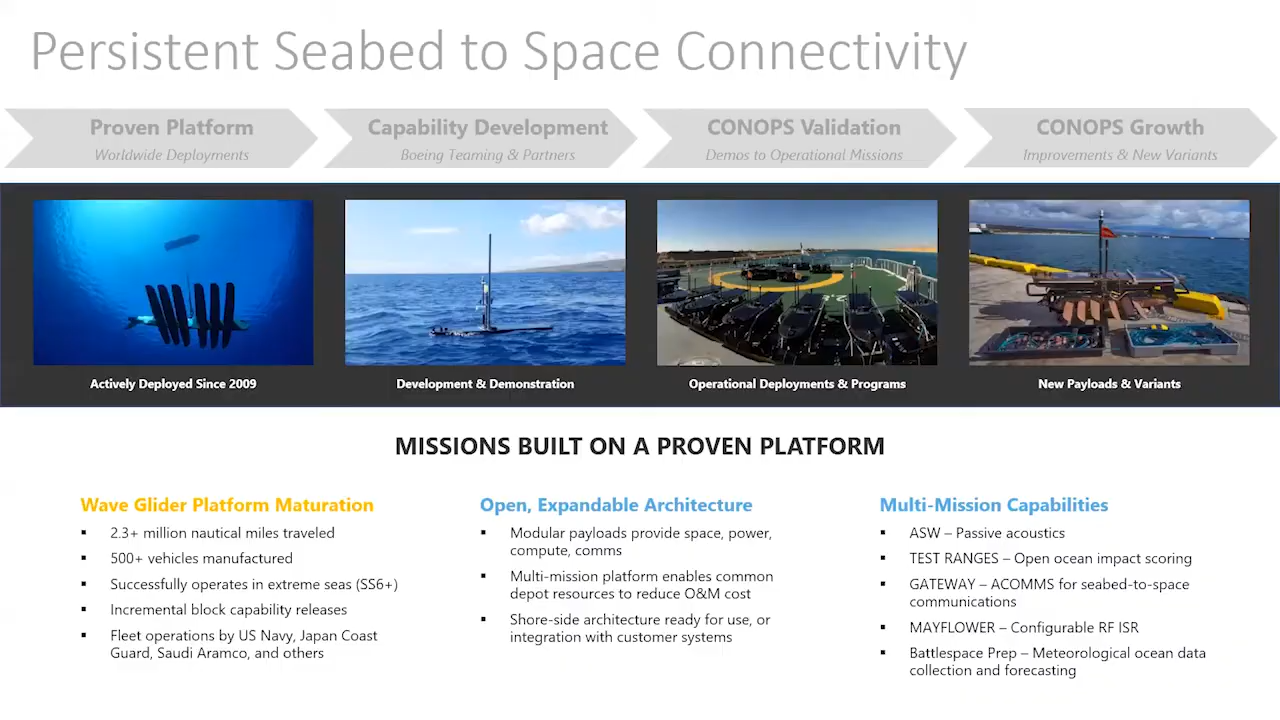 Persistent Seabed to Space Connectivity
Proven Platform
Worldwide Deployments
Capability Development
Boeing Teaming & Partners
CONOPS Validation
Demos to Operational Missions
CONOPS Growth
Improvements & New Variants
Actively Deployed Since 2009
Development & Demonstration
Operational Deployments & Programs
New Payloads & Variants
MISSIONS BUILT ON A PROVEN PLATFORM
Wave Glider Platform Maturation
▪ 2.3+ million nautical miles traveled
▪ 500+ vehicles manufactured
▪ Successfully operates in extreme seas (SS6+)
▪ Incremental block capability releases
▪ Fleet operations by US Navy, Japan Coast
Guard, Saudi Aramco, and others
Open, Expandable Architecture
▪ Modular payloads provide space, power,
compute, comms
▪ Multi-mission platform enables common
depot resources to reduce O&M cost
▪ Shore-side architecture ready for use, or
integration with customer systems
Multi-Mission Capabilities
▪ ASW – Passive acoustics
▪ TEST RANGES – Open ocean impact scoring
▪ GATEWAY – ACOMMS for seabed-to-space
communications
▪ MAYFLOWER – Configurable RF ISR
▪ Battlespace Prep – Meteorological ocean data
collection and forecasting